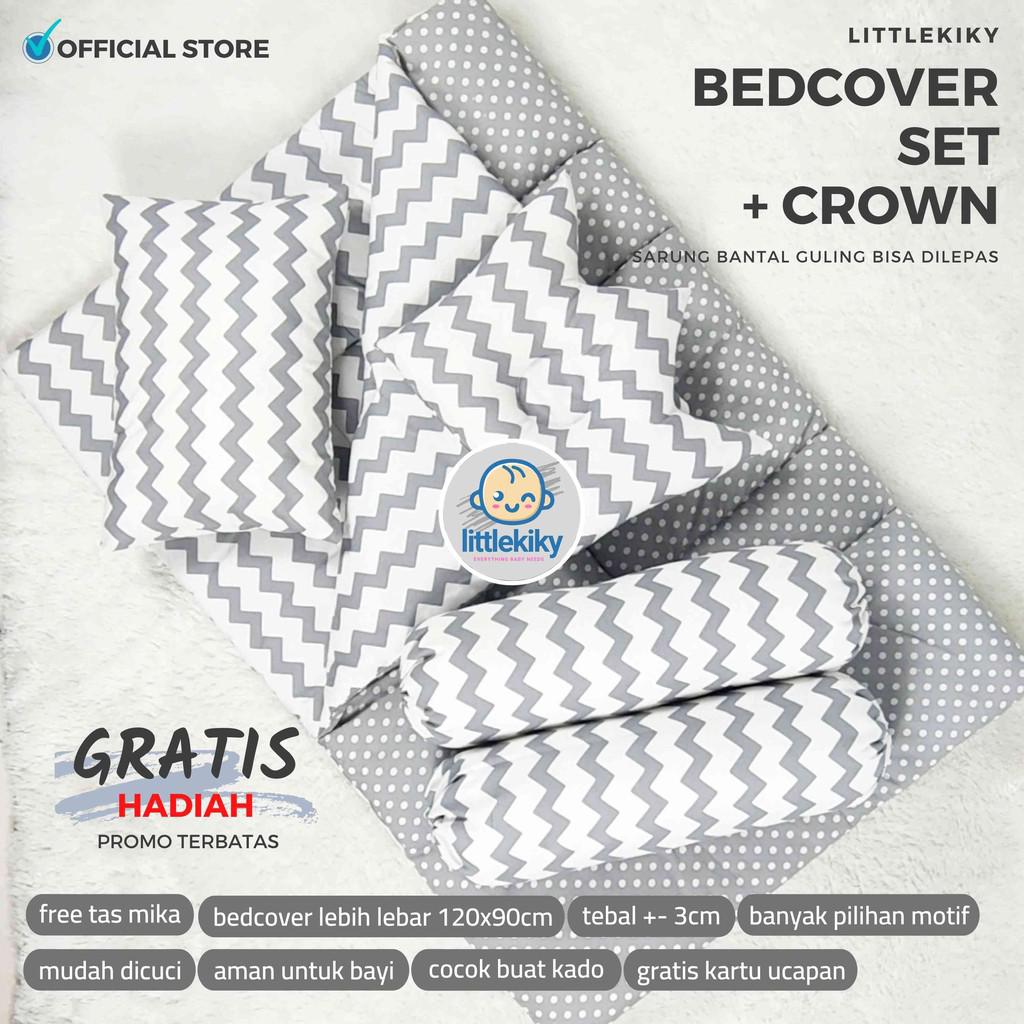 OFFICIAL STORE
LITTLEKIKY
BEDCOVER
SET
+ CROWN
SARUNG BANTAL GULING BISA DILEPAS
littlekiky
EVERYTHING BABY NEEDS
GRATIS
HADIAH
PROMO TERBATAS
free tas mika
bedcover lebih lebar 120x90cm
tebal +- 3cm
banyak pilihan motif
mudah dicuci
aman untuk bayi
cocok buat kado
gratis kartu ucapan